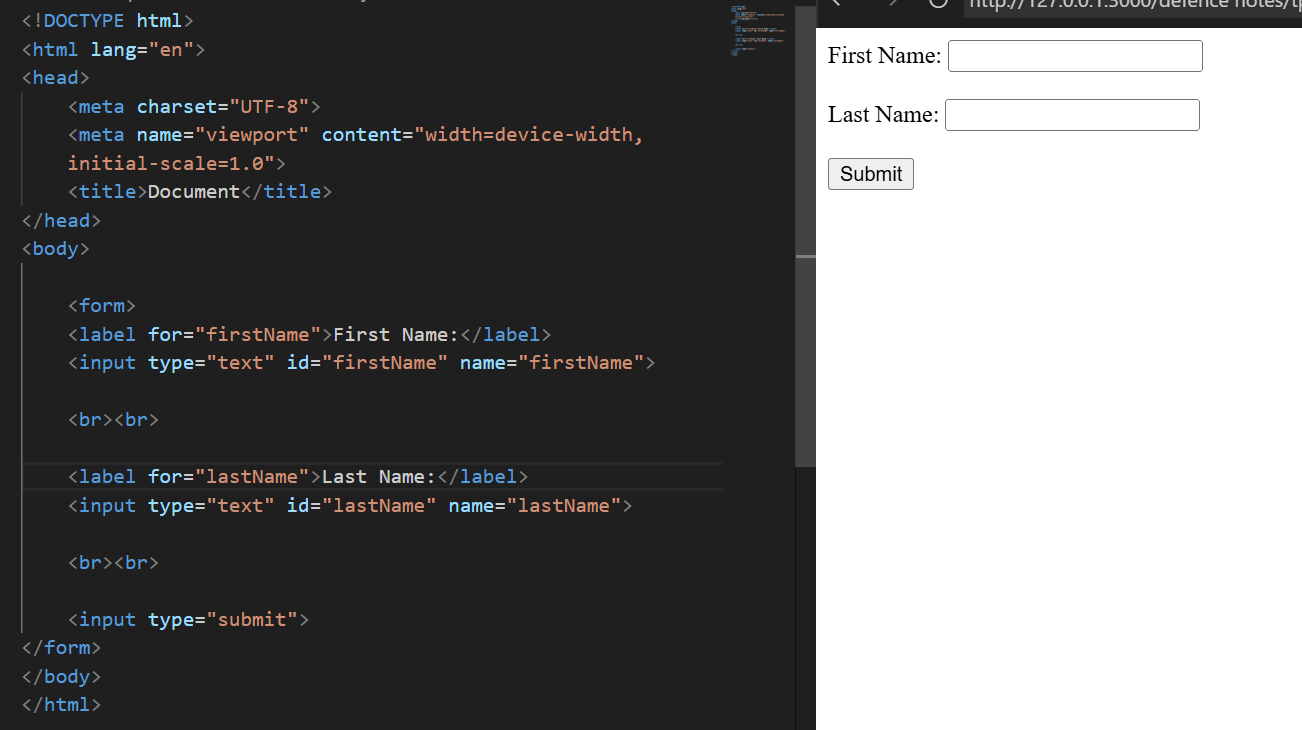 <!DOCTYPE html>
<html lang="en">
<head>
<meta charset="UTF-8">
<meta name="viewport" content="width=device-width,
initial-scale=1.0">
<title>Document</title>
</head>
<body>
<form>
<label for="firstName">First Name:</label>
<input type="text" id="firstName" name="firstName">
<br><br>
<label for="lastName">Last Name:</label>
<input type="text" id="lastName" name="lastName">
<br><br>
<input type="submit">
</form>
</body>
</html>
http://127.0.0.1:3000/defence notes/
First Name:
Last Name:
Submit